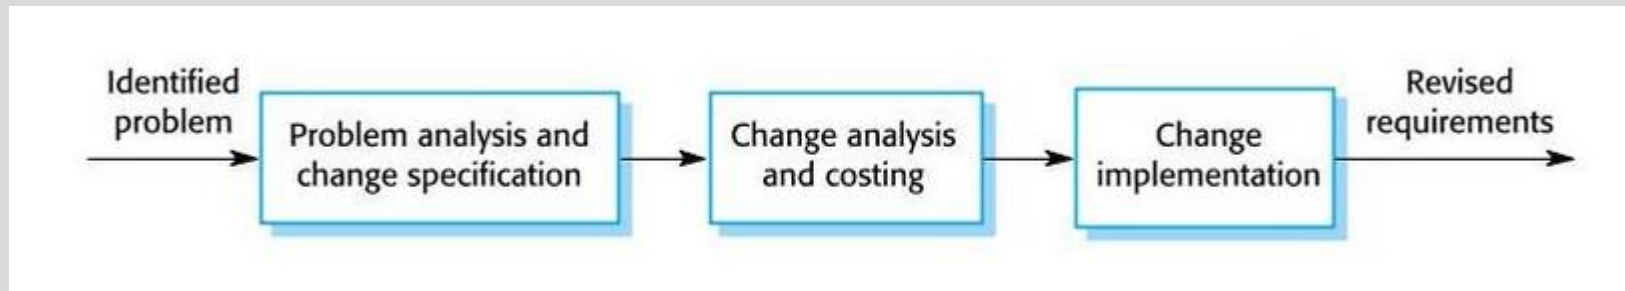 Identified
problem
Problem analysis and
change specification
Change analysis
and costing
Change
implementation
Revised
requirements